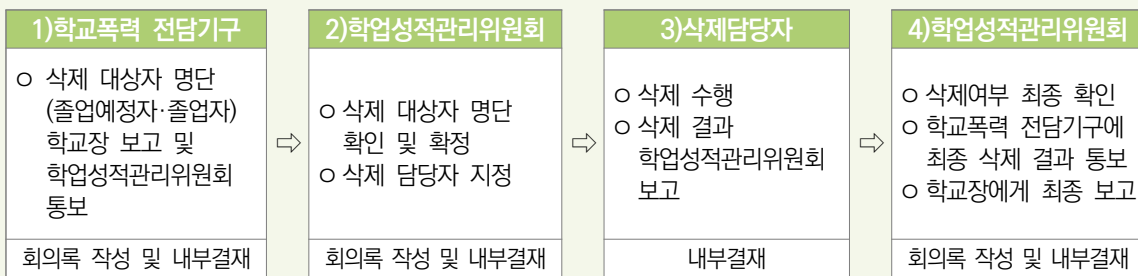 1)학교폭력 전담기구
ㅇ 삭제 대상자 명단
(졸업예정자·졸업자)
학교장 보고 및
학업성적관리위원회
통보
회의록 작성 및 내부결재
⇨
2)학업성적관리위원회
ㅇ 삭제 대상자 명단
확인 및 확정
ㅇ 삭제 담당자 지정
회의록 작성 및 내부결재
⇨
3)삭제담당자
ㅇ 삭제 수행
ㅇ 삭제 결과
학업성적관리위원회
보고
내부결재
⇨
4)학업성적관리위원회
ㅇ 삭제여부 최종 확인
ㅇ 학교폭력 전담기구에
최종 삭제 결과 통보
ㅇ 학교장에게 최종 보고
회의록 작성 및 내부결재